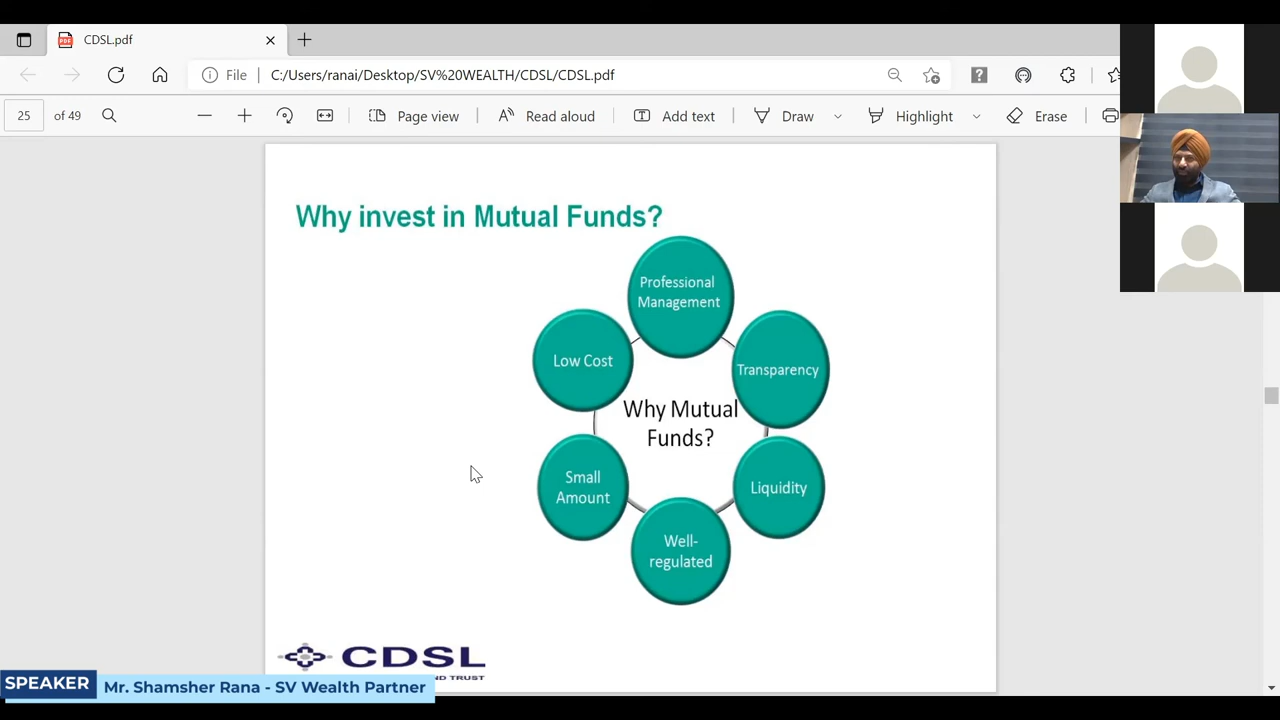 CDSL.pdf
File
C:/Users/ranai/Desktop/SV%20WEALTH/CDSL/CDSL.pdf
25
of 49
Page view
Read aloud
Add text
Draw
Highlight
Erase
Why invest in Mutual Funds?
Professional
Management
Low Cost
Transparency
Why Mutual
Funds?
Small
Amount
Liquidity
Well-
regulated
CDSL
TRUST
SPEAKER
Mr. Shamsher Rana - SV Wealth Partner